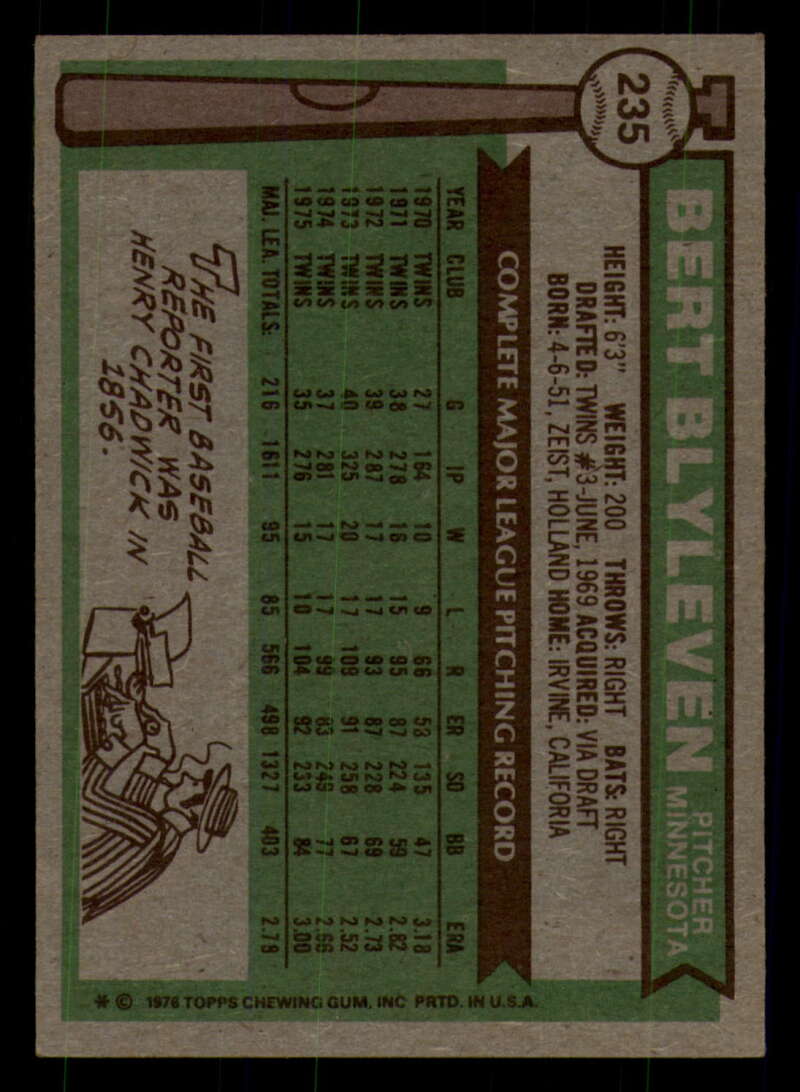 235
BERT BLYLEVEN
PITCHER
MINNESOTA
HEIGHT: 6'3" WEIGHT: 200 THROWS: RIGHT BATS: RIGHT
DRAFTED: TWINS #3-JUNE, 1969 ACQUIRED: VIA DRAFT
BORN: 4-6-51, ZEIST, HOLLAND HOME: IRVINE, CALIFORIA
COMPLETE MAJOR LEAGUE PITCHING RECORD
YEAR CLUB G IP W L R ER SO BB ERA
1970 TWINS 27 164 10 9 66 58 135 47 3.18
1971 TWINS 38 278 16 15 95 87 224 59 2.82
1972 TWINS 39 287 17 17 93 87 228 69 2.73
1973 TWINS 40 325 20 17 109 91 258 67 2.52
1974 TWINS 37 281 17 17 99 83 249 77 2.66
1975 TWINS 35 276 15 10 104 92 233 84 3.00
MAJ. LEA. TOTALS: 216 1611 95 85 566 498 1327 403 2.78
THE FIRST BASEBALL
REPORTER WAS
HENRY CHADWICK IN
1856.
* © 1976 TOPPS CHEWING GUM, INC PRTD. IN U.S.A.